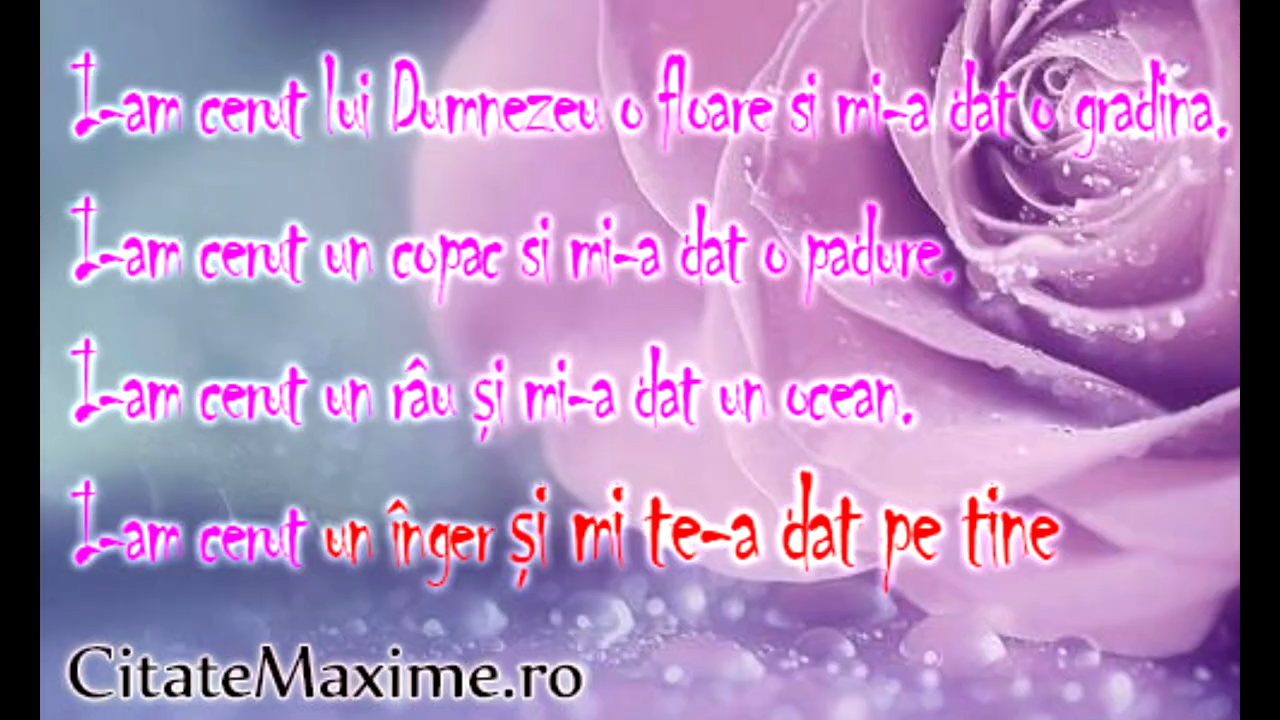 I-am cerut lui Dumnezeu o floare si mi-a dat o gradina.
I-am cerut un copac si mi-a dat o padure.
I-am cerut un râu și mi-a dat un ocean.
I-am cerut un înger și mi te-a dat pe tine
CitateMaxime.ro